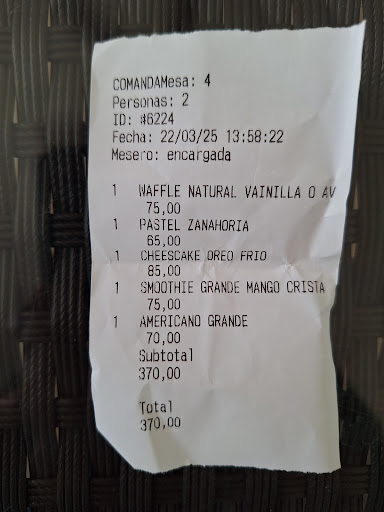 COMANDAMesa: 4
Personas: 2
ID: #6224
Fecha: 22/03/25 13:58:22
Mesero: encargada
1 WAFFLE NATURAL VAINILLA O AV
75,00
1 PASTEL ZANAHORIA
65,00
1 CHEESCAKE OREO FRIO
85,00
1 SMOOTHIE GRANDE MANGO CRISTA
75,00
1 AMERICANO GRANDE
70,00
Subtotal
370,00
Total
370,00